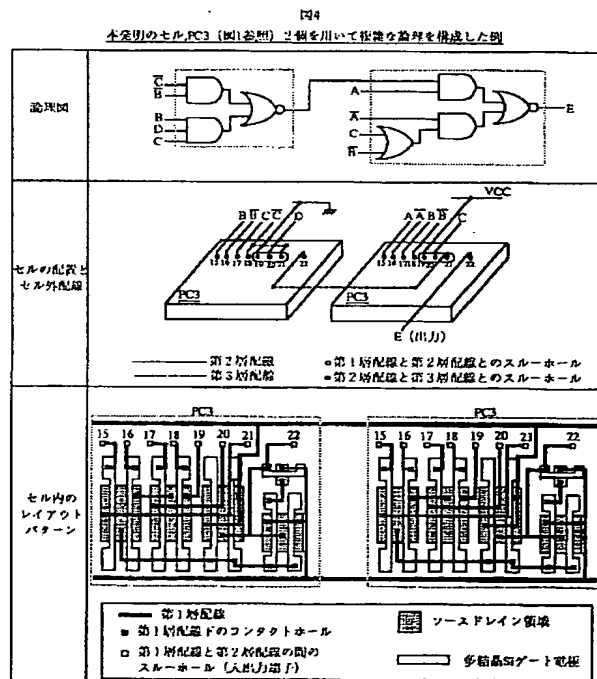 図4
本発明のセル,PC3（図1参照）2個を用いて複雑な論理を構成した例
論理図
C̅
B̅
B
D
C
A
A̅
C
B̅
E
セルの配置と
セル外配線
B B̅ C C̅ D
15 16 17 18 19 20 21 22
PC3
A A̅ B B̅ C
VCC
15 16 17 18 19 20 21 22
PC3
E（出力）
第2層配線
第3層配線
第1層配線と第2層配線とのスルーホール
第2層配線と第3層配線とのスルーホール
セル内の
レイアウト
パターン
PC3
15 16 17 18 19 20 21 22
PC3
15 16 17 18 19 20 21 22
第1層配線
第1層配線下のコンタクトホール
第1層配線と第2層配線の間の
スルーホール（入出力端子）
ソースドレイン領域
多結晶Siゲート電極